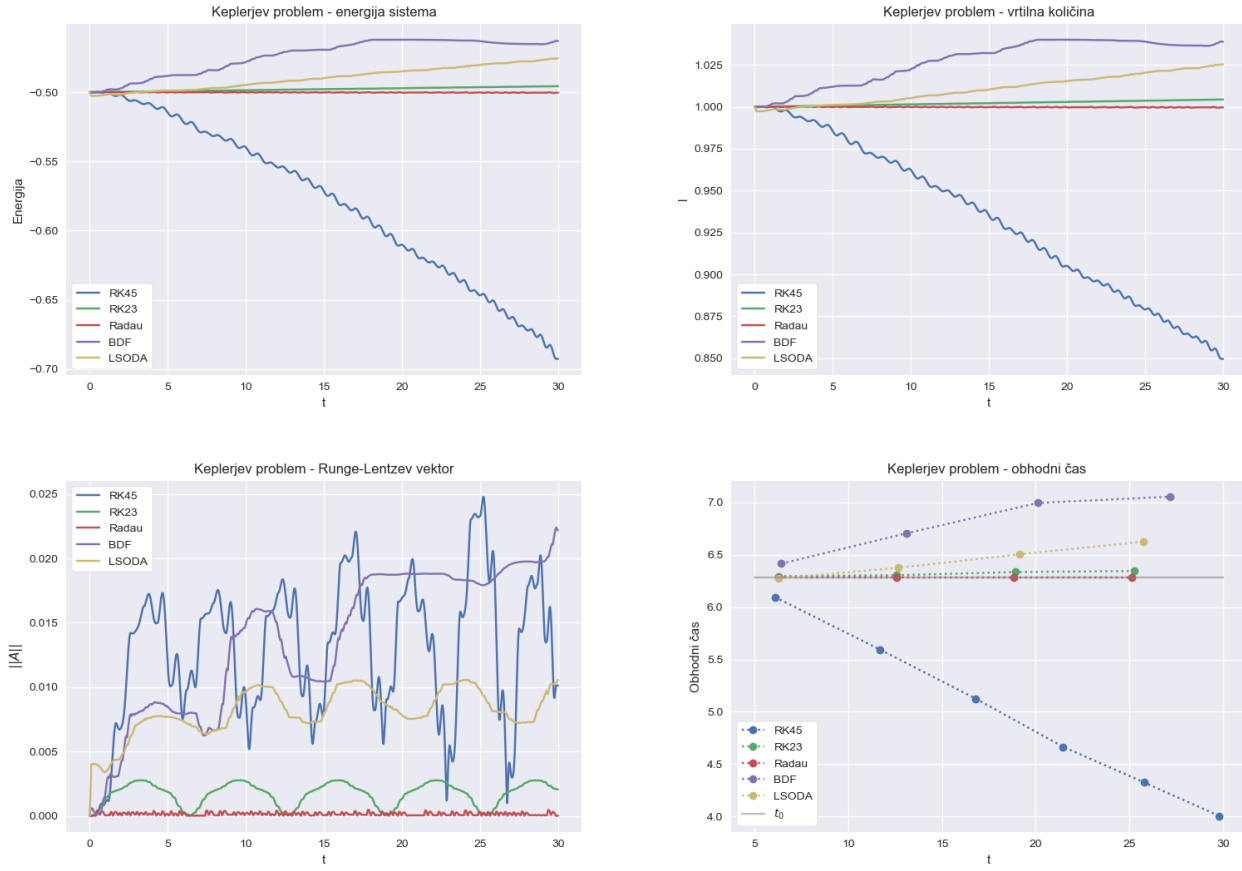 Keplerjev problem - energija sistema
Energija
−0.50
−0.55
−0.60
−0.65
−0.70
RK45
RK23
Radau
BDF
LSODA
0 5 10 15 20 25 30
t
Keplerjev problem - vrtilna količina
l
1.025
1.000
0.975
0.950
0.925
0.900
0.875
0.850
RK45
RK23
Radau
BDF
LSODA
0 5 10 15 20 25 30
t
Keplerjev problem - Runge-Lentzev vektor
||A||
0.025
0.020
0.015
0.010
0.005
0.000
RK45
RK23
Radau
BDF
LSODA
0 5 10 15 20 25 30
t
Keplerjev problem - obhodni čas
Obhodni čas
7.0
6.5
6.0
5.5
5.0
4.5
4.0
RK45
RK23
Radau
BDF
LSODA
t₀
5 10 15 20 25 30
t